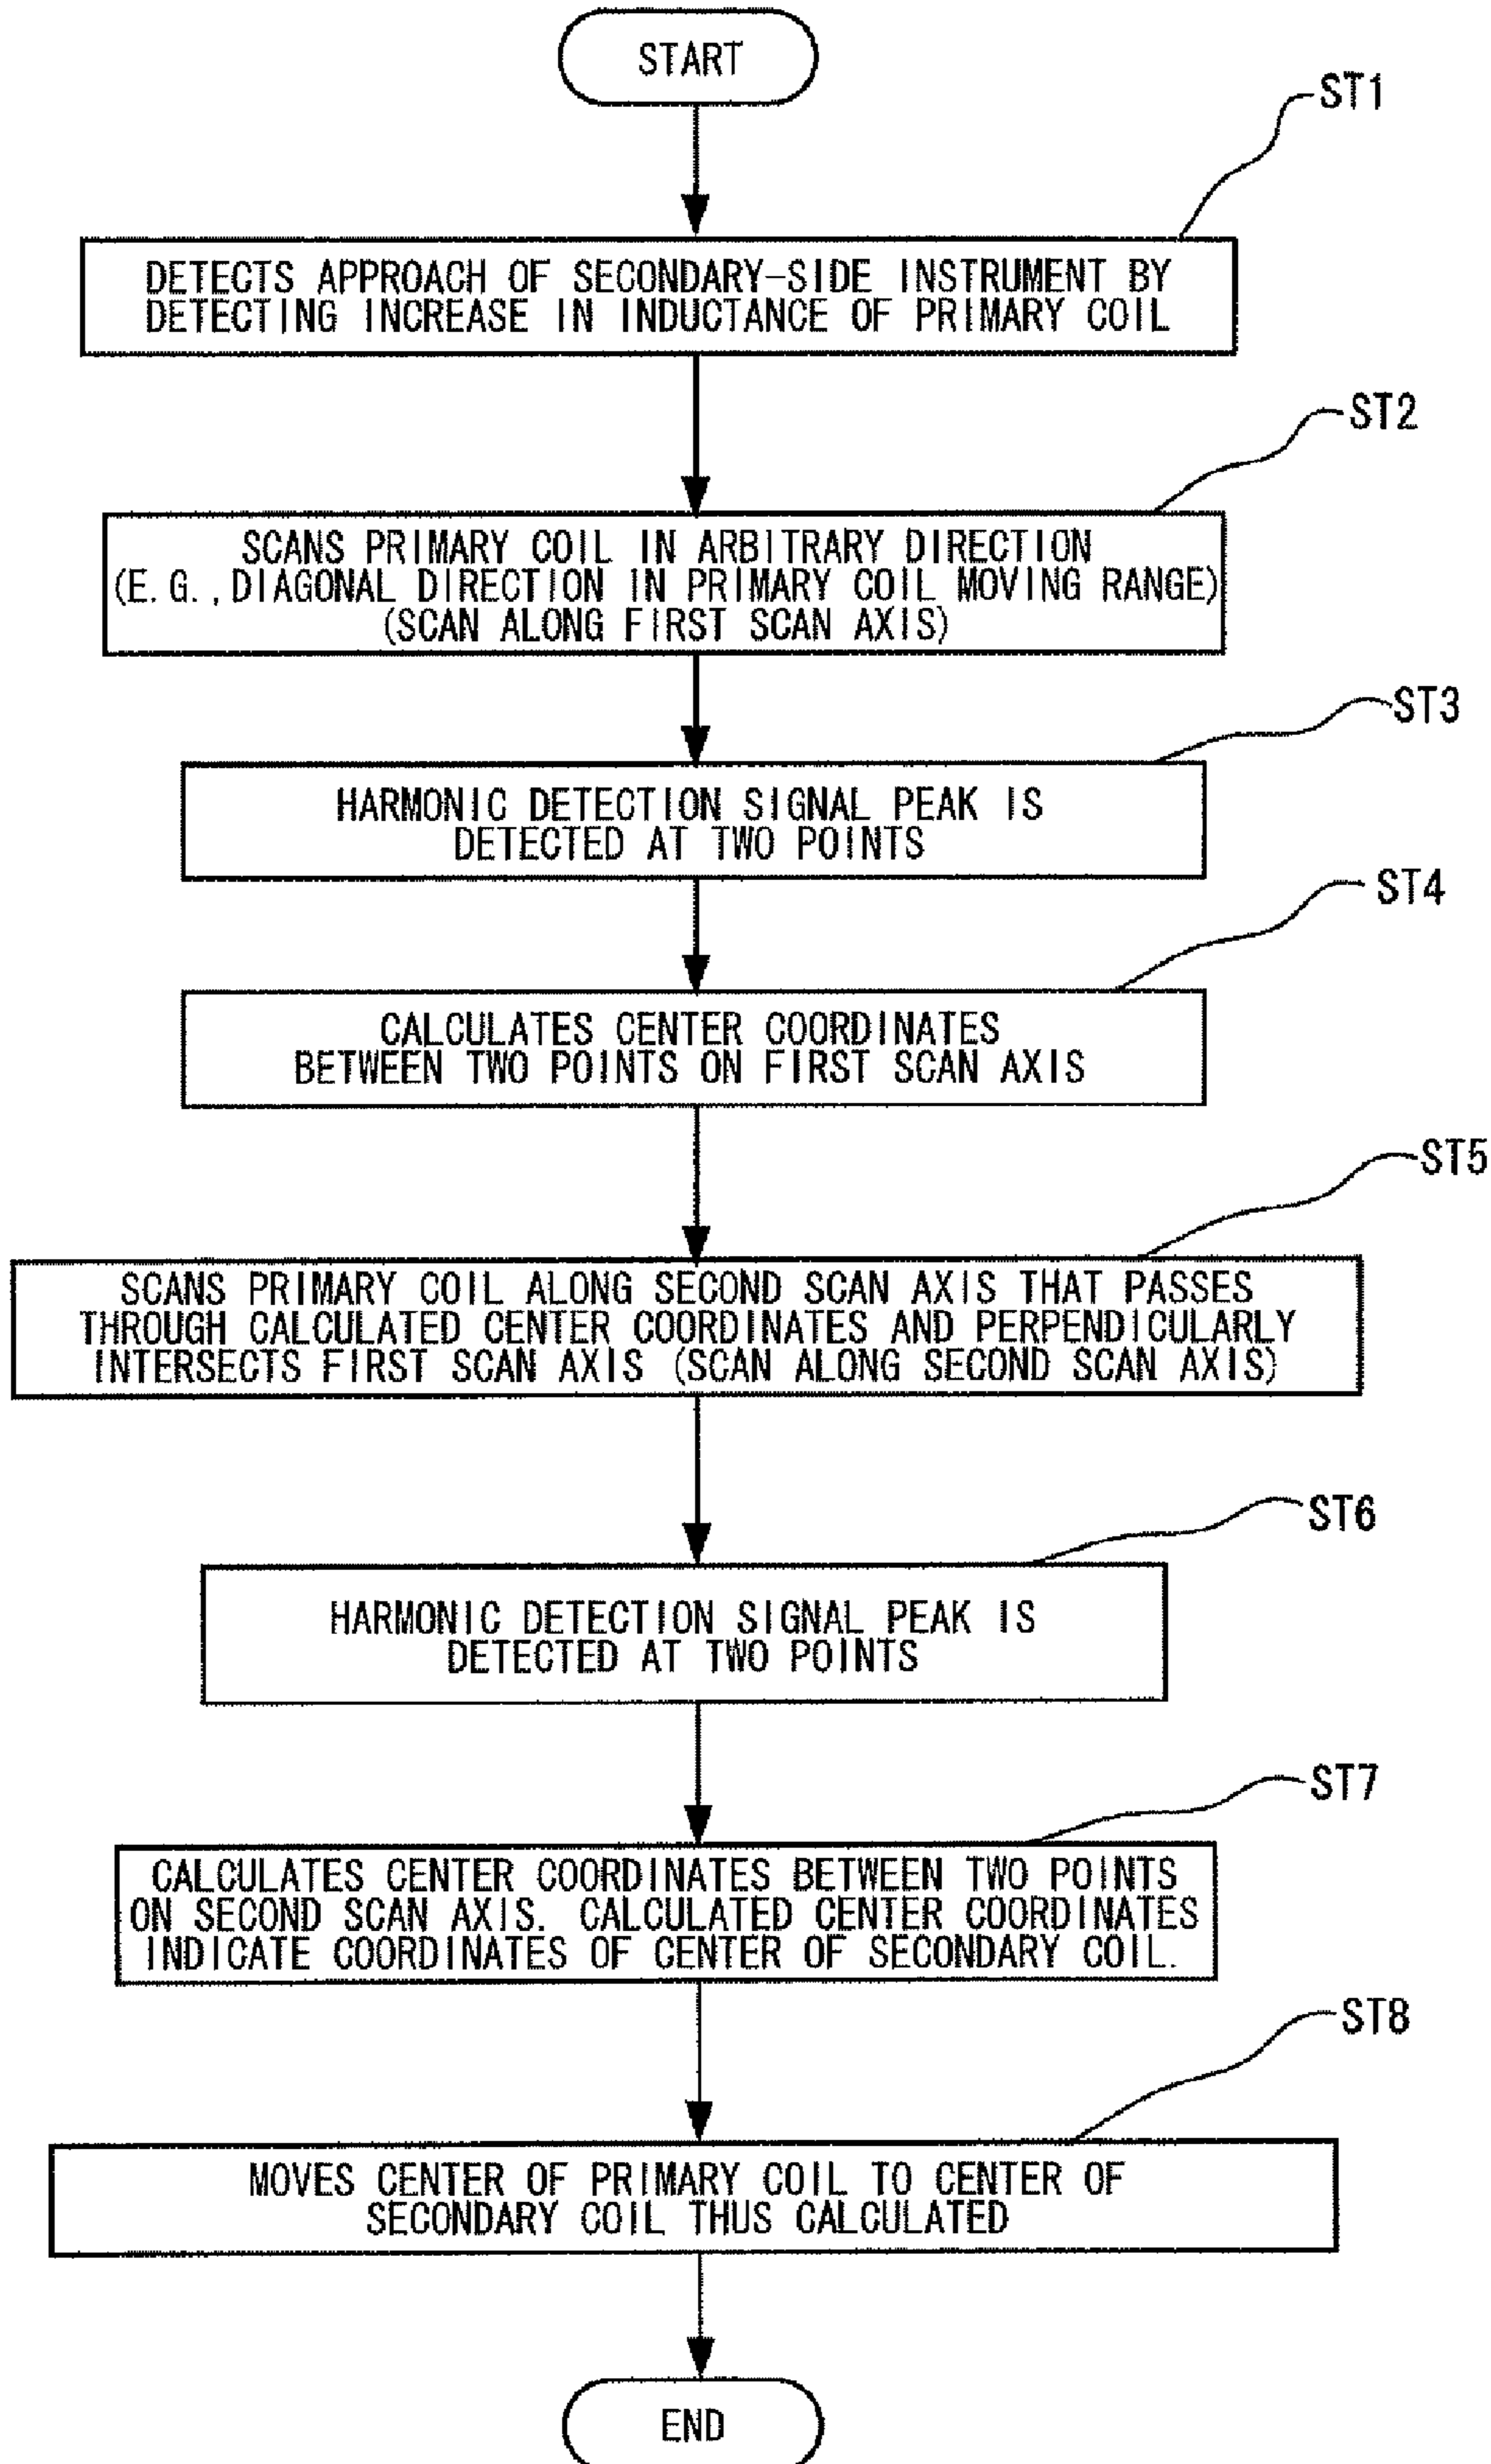 START
ST1
DETECTS APPROACH OF SECONDARY-SIDE INSTRUMENT BY
DETECTING INCREASE IN INDUCTANCE OF PRIMARY COIL
ST2
SCANS PRIMARY COIL IN ARBITRARY DIRECTION
(E.G.,DIAGONAL DIRECTION IN PRIMARY COIL MOVING RANGE)
(SCAN ALONG FIRST SCAN AXIS)
ST3
HARMONIC DETECTION SIGNAL PEAK IS
DETECTED AT TWO POINTS
ST4
CALCULATES CENTER COORDINATES
BETWEEN TWO POINTS ON FIRST SCAN AXIS
ST5
SCANS PRIMARY COIL ALONG SECOND SCAN AXIS THAT PASSES
THROUGH CALCULATED CENTER COORDINATES AND PERPENDICULARLY
INTERSECTS FIRST SCAN AXIS (SCAN ALONG SECOND SCAN AXIS)
ST6
HARMONIC DETECTION SIGNAL PEAK IS
DETECTED AT TWO POINTS
ST7
CALCULATES CENTER COORDINATES BETWEEN TWO POINTS
ON SECOND SCAN AXIS. CALCULATED CENTER COORDINATES
INDICATE COORDINATES OF CENTER OF SECONDARY COIL.
ST8
MOVES CENTER OF PRIMARY COIL TO CENTER OF
SECONDARY COIL THUS CALCULATED
END